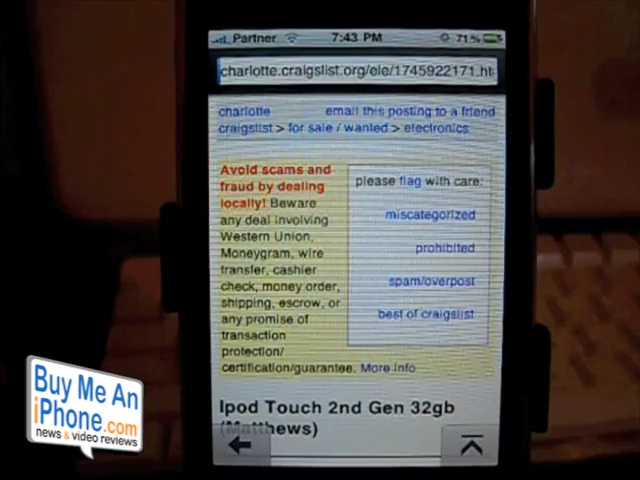 Partner 7:43 PM 71%
charlotte.craigslist.org/ele/1745922171.ht
charlotte email this posting to a friend
craigslist > for sale / wanted > electronics
Avoid scams and
fraud by dealing
locally! Beware
any deal involving
Western Union,
Moneygram, wire
transfer, cashier
check, money order,
shipping, escrow, or
any promise of
transaction
protection/
certification/guarantee. More info
please flag with care:
miscategorized
prohibited
spam/overpost
best of craigslist
Ipod Touch 2nd Gen 32gb
(Matthews)
Buy Me An
iPhone.com
news & video reviews